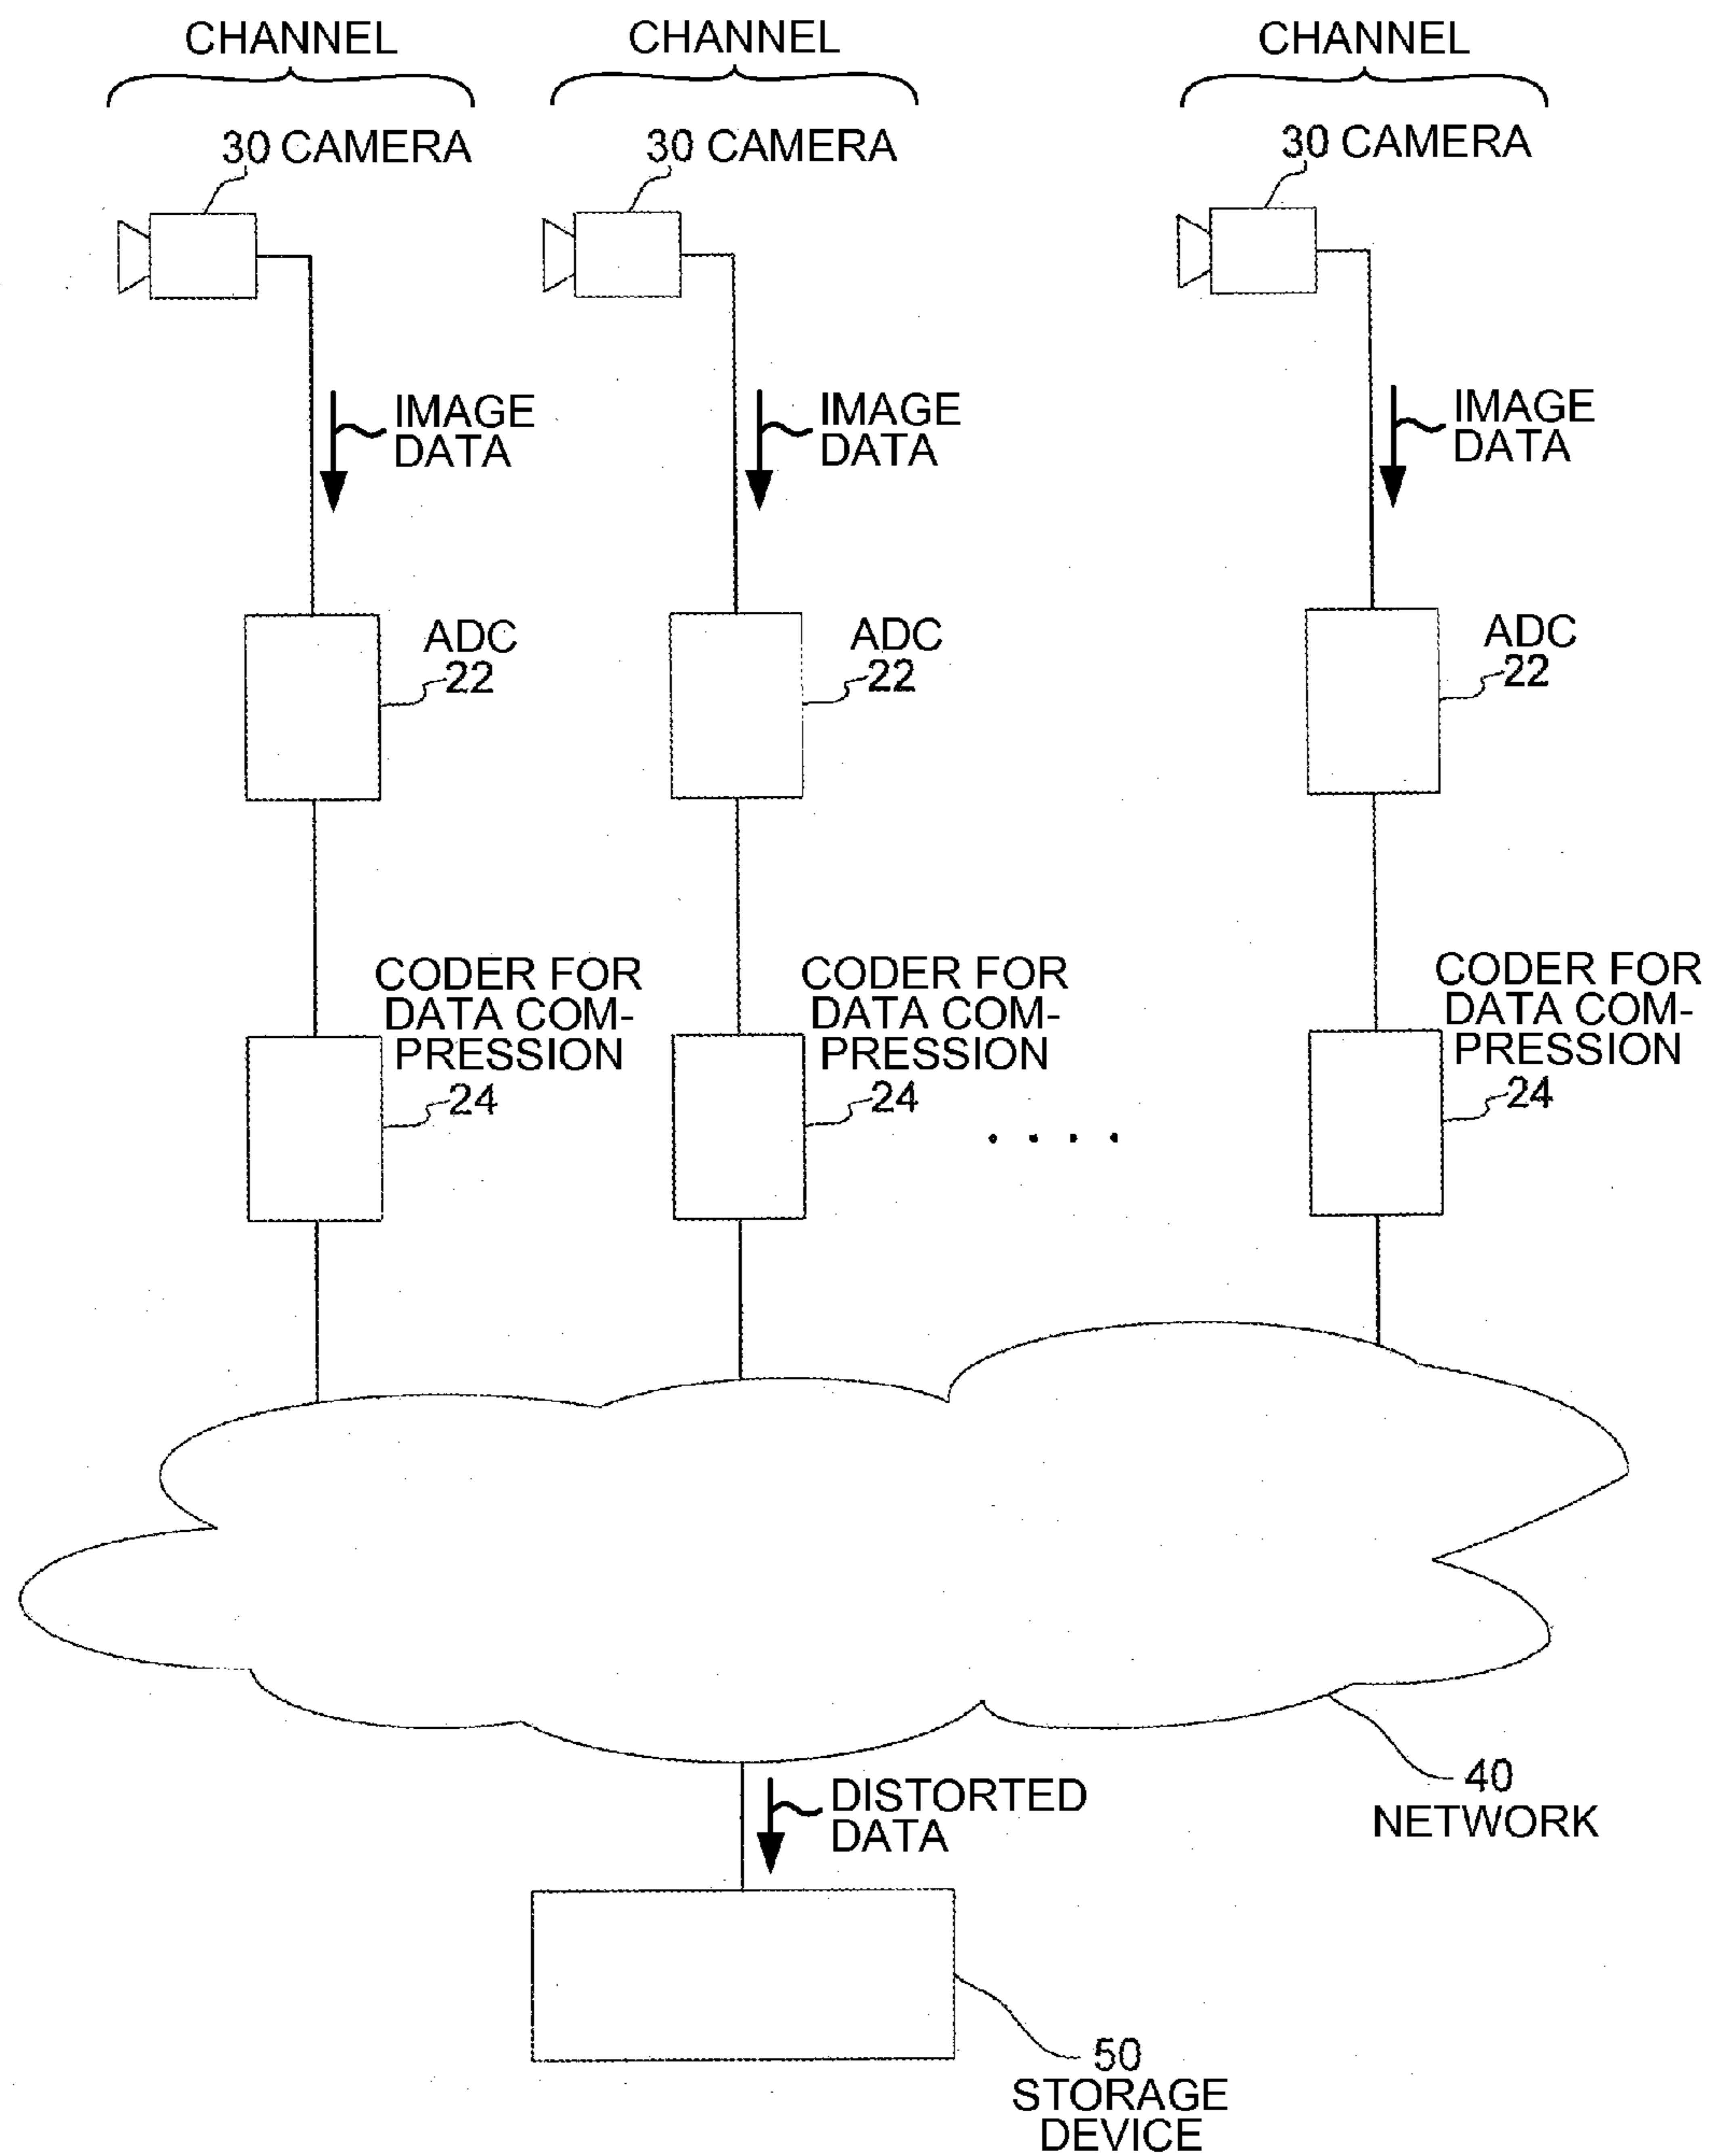 CHANNEL
CHANNEL
CHANNEL
30 CAMERA
30 CAMERA
30 CAMERA
IMAGE
DATA
IMAGE
DATA
IMAGE
DATA
ADC
22
ADC
22
ADC
22
CODER FOR
DATA COM-
PRESSION
24
CODER FOR
DATA COM-
PRESSION
24
CODER FOR
DATA COM-
PRESSION
24
40
NETWORK
DISTORTED
DATA
50
STORAGE
DEVICE